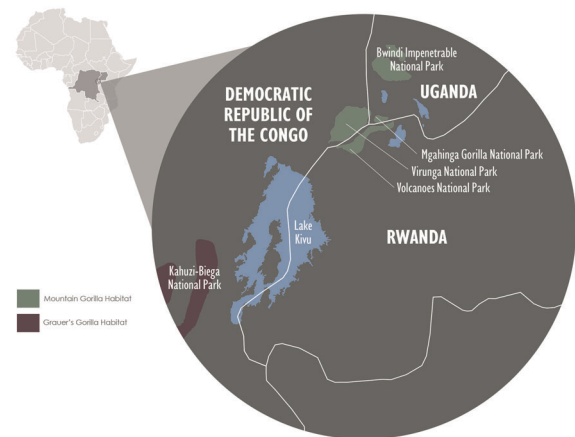 Bwindi Impenetrable
National Park
UGANDA
DEMOCRATIC
REPUBLIC OF
THE CONGO
Mgahinga Gorilla National Park
Virunga National Park
Volcanoes National Park
Lake
Kivu
RWANDA
Kahuzi-Biega
National Park
Mountain Gorilla Habitat
Grauer's Gorilla Habitat